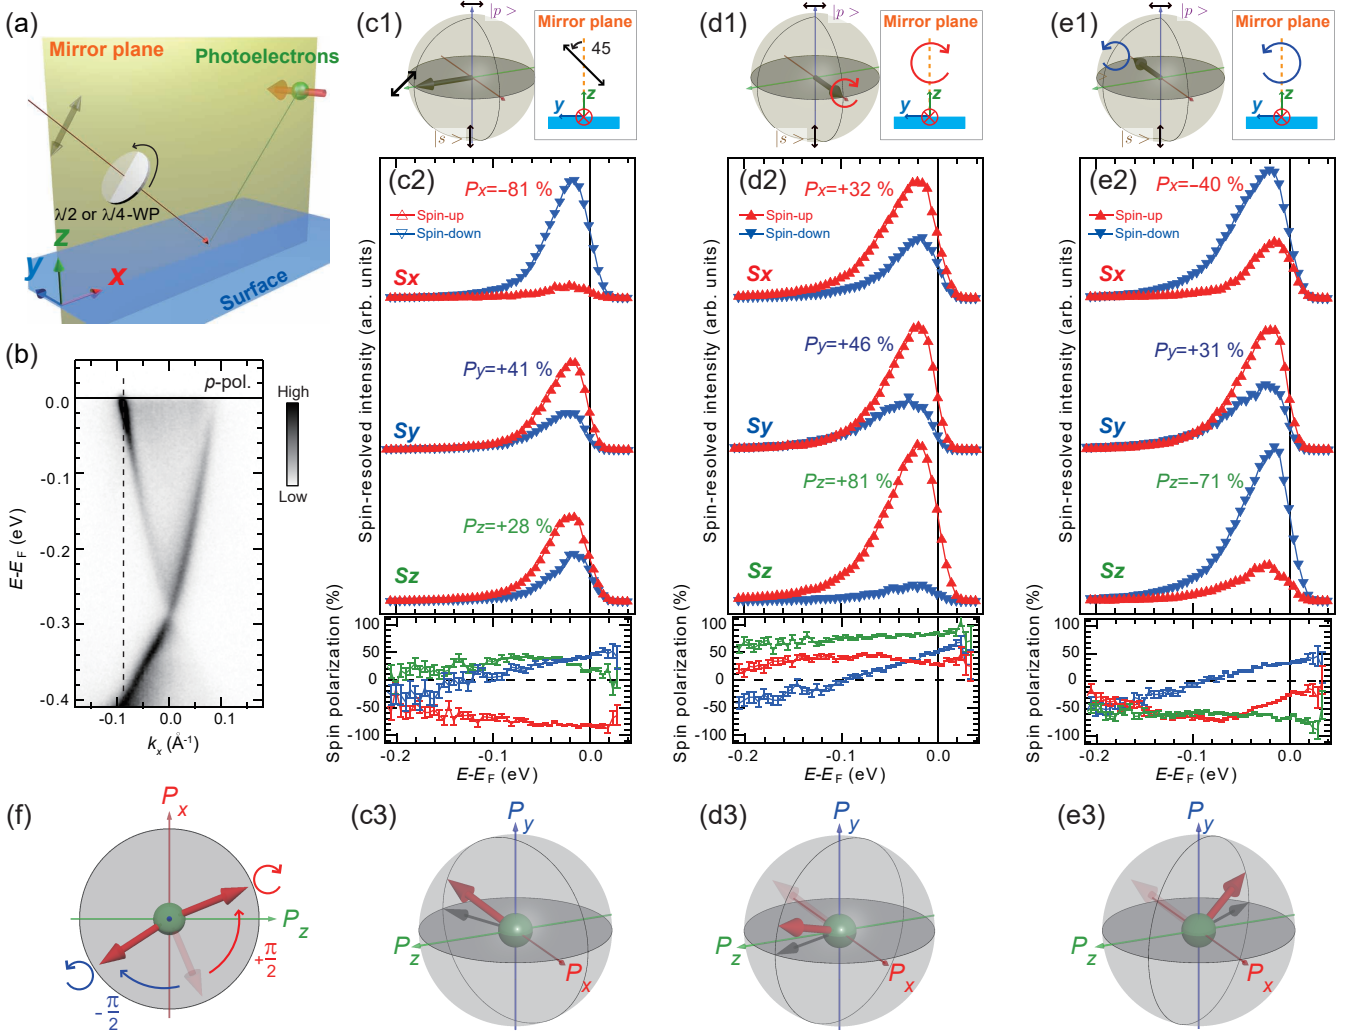 (a)
Mirror plane
Photoelectrons
λ/2 or λ/4-WP
z
y
x
Surface
(b)
p-pol.
High
Low
0.0
-0.1
-0.2
-0.3
-0.4
E-EF (eV)
-0.1 0.0 0.1
kx (Å-1)
(c1)
|p >
|s >
Mirror plane
45
z
y
(c2)
Px=−81 %
Spin-up
Spin-down
Sx
Py=+41 %
Sy
Pz=+28 %
Sz
Spin-resolved intensity (arb. units)
Spin polarization (%)
100
50
0
-50
-100
-0.2 -0.1 0.0
E-EF (eV)
(d1)
|p >
|s >
Mirror plane
z
y
(d2)
Px=+32 %
Spin-up
Spin-down
Sx
Py=+46 %
Sy
Pz=+81 %
Sz
Spin-resolved intensity (arb. units)
Spin polarization (%)
100
50
0
-50
-100
-0.2 -0.1 0.0
E-EF (eV)
(e1)
|p >
|s >
Mirror plane
z
y
(e2)
Px=−40 %
Spin-up
Spin-down
Sx
Py=+31 %
Sy
Pz=−71 %
Sz
Spin-resolved intensity (arb. units)
Spin polarization (%)
100
50
0
-50
-100
-0.2 -0.1 0.0
E-EF (eV)
(f)
Px
Pz
+π/2
-π/2
(c3)
Py
Pz
Px
(d3)
Py
Pz
Px
(e3)
Py
Pz
Px